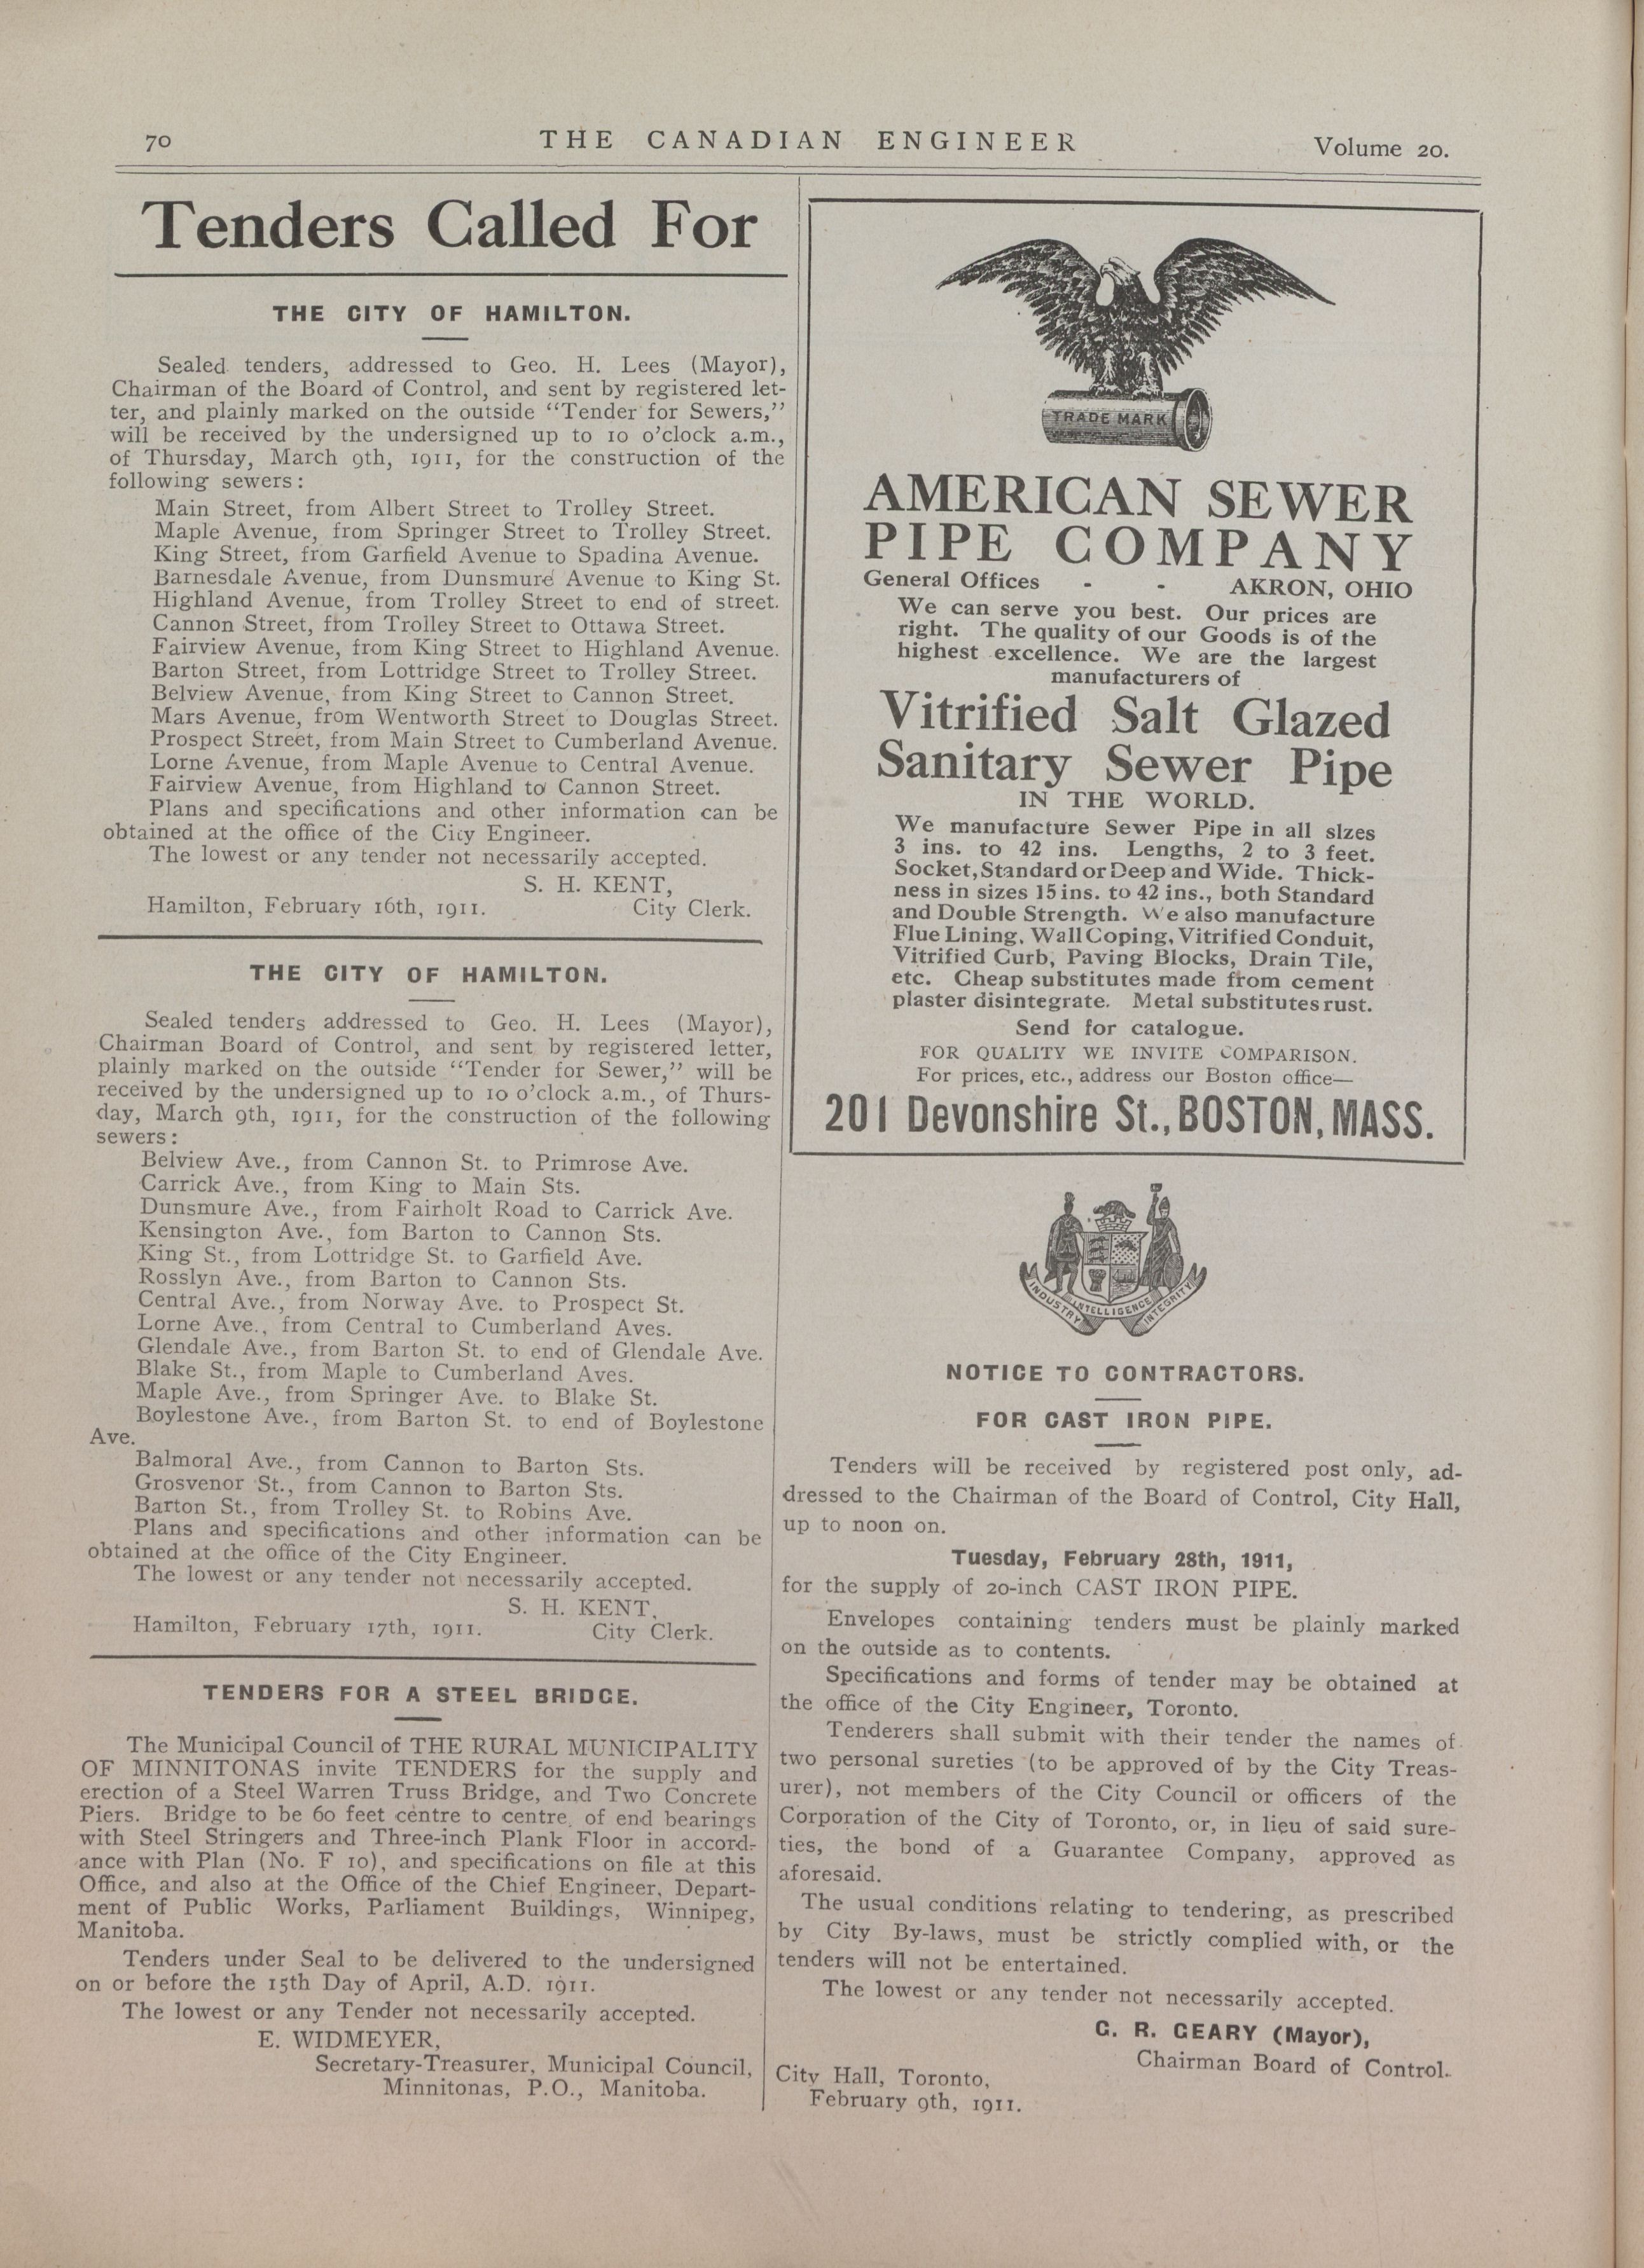 70
THE CANADIAN ENGINEER
Volume 20.
Tenders Called For
THE CITY OF HAMILTON.
Sealed tenders, addressed to Geo. H. Lees (Mayor),
Chairman of the Board of Control, and sent by registered let-
ter, and plainly marked on the outside "Tender for Sewers,"
will be received by the undersigned up to 10 o'clock a.m.,
of Thursday, March 9th, 1911, for the construction of the
following sewers:
Main Street, from Albert Street to Trolley Street.
Maple Avenue, from Springer Street to Trolley Street.
King Street, from Garfield Avenue to Spadina Avenue.
Barnesdale Avenue, from Dunsmure Avenue to King St.
Highland Avenue, from Trolley Street to end of street.
Cannon Street, from Trolley Street to Ottawa Street.
Fairview Avenue, from King Street to Highland Avenue.
Barton Street, from Lottridge Street to Trolley Street.
Belview Avenue, from King Street to Cannon Street.
Mars Avenue, from Wentworth Street to Douglas Street.
Prospect Street, from Main Street to Cumberland Avenue.
Lorne Avenue, from Maple Avenue to Central Avenue.
Fairview Avenue, from Highland to Cannon Street.
Plans and specifications and other information can be
obtained at the office of the City Engineer.
The lowest or any tender not necessarily accepted.
S. H. KENT,
Hamilton, February 16th, 1911. City Clerk.
THE CITY OF HAMILTON.
Sealed tenders addressed to Geo. H. Lees (Mayor),
Chairman Board of Control, and sent by registered letter,
plainly marked on the outside "Tender for Sewer," will be
received by the undersigned up to 10 o'clock a.m., of Thurs-
day, March 9th, 1911, for the construction of the following
sewers:
Belview Ave., from Cannon St. to Primrose Ave.
Carrick Ave., from King to Main Sts.
Dunsmure Ave., from Fairholt Road to Carrick Ave.
Kensington Ave., fom Barton to Cannon Sts.
King St., from Lottridge St. to Garfield Ave.
Rosslyn Ave., from Barton to Cannon Sts.
Central Ave., from Norway Ave. to Prospect St.
Lorne Ave., from Central to Cumberland Aves.
Glendale Ave., from Barton St. to end of Glendale Ave.
Blake St., from Maple to Cumberland Aves.
Maple Ave., from Springer Ave. to Blake St.
Boylestone Ave., from Barton St. to end of Boylestone
Ave.
Balmoral Ave., from Cannon to Barton Sts.
Grosvenor St., from Cannon to Barton Sts.
Barton St., from Trolley St. to Robins Ave.
Plans and specifications and other information can be
obtained at the office of the City Engineer.
The lowest or any tender not necessarily accepted.
S. H. KENT,
Hamilton, February 17th, 1911. City Clerk.
TENDERS FOR A STEEL BRIDGE.
The Municipal Council of THE RURAL MUNICIPALITY
OF MINNITONAS invite TENDERS for the supply and
erection of a Steel Warren Truss Bridge, and Two Concrete
Piers. Bridge to be 60 feet centre to centre of end bearings
with Steel Stringers and Three-inch Plank Floor in accord-
ance with Plan (No. F 10), and specifications on file at this
Office, and also at the Office of the Chief Engineer, Depart-
ment of Public Works, Parliament Buildings, Winnipeg,
Manitoba.
Tenders under Seal to be delivered to the undersigned
on or before the 15th Day of April, A.D. 1911.
The lowest or any Tender not necessarily accepted.
E. WIDMEYER,
Secretary-Treasurer, Municipal Council,
Minnitonas, P.O., Manitoba.
TRADE MARK
AMERICAN SEWER
PIPE COMPANY
General Offices - - AKRON, OHIO
We can serve you best. Our prices are
right. The quality of our Goods is of the
highest excellence. We are the largest
manufacturers of
Vitrified Salt Glazed
Sanitary Sewer Pipe
IN THE WORLD.
We manufacture Sewer Pipe in all sizes
3 ins. to 42 ins. Lengths, 2 to 3 feet.
Socket, Standard or Deep and Wide. Thick-
ness in sizes 15 ins. to 42 ins., both Standard
and Double Strength. We also manufacture
Flue Lining, Wall Coping, Vitrified Conduit,
Vitrified Curb, Paving Blocks, Drain Tile,
etc. Cheap substitutes made from cement
plaster disintegrate. Metal substitutes rust.
Send for catalogue.
FOR QUALITY WE INVITE COMPARISON.
For prices, etc., address our Boston office—
201 Devonshire St., BOSTON, MASS.
INDUSTRY INTELLIGENCE INTEGRITY
NOTICE TO CONTRACTORS.
FOR CAST IRON PIPE.
Tenders will be received by registered post only, ad-
dressed to the Chairman of the Board of Control, City Hall,
up to noon on.
Tuesday, February 28th, 1911,
for the supply of 20-inch CAST IRON PIPE.
Envelopes containing tenders must be plainly marked
on the outside as to contents.
Specifications and forms of tender may be obtained at
the office of the City Engineer, Toronto.
Tenderers shall submit with their tender the names of
two personal sureties (to be approved of by the City Treas-
urer), not members of the City Council or officers of the
Corporation of the City of Toronto, or, in lieu of said sure-
ties, the bond of a Guarantee Company, approved as
aforesaid.
The usual conditions relating to tendering, as prescribed
by City By-laws, must be strictly complied with, or the
tenders will not be entertained.
The lowest or any tender not necessarily accepted.
G. R. GEARY (Mayor),
Chairman Board of Control.
City Hall, Toronto,
February 9th, 1911.